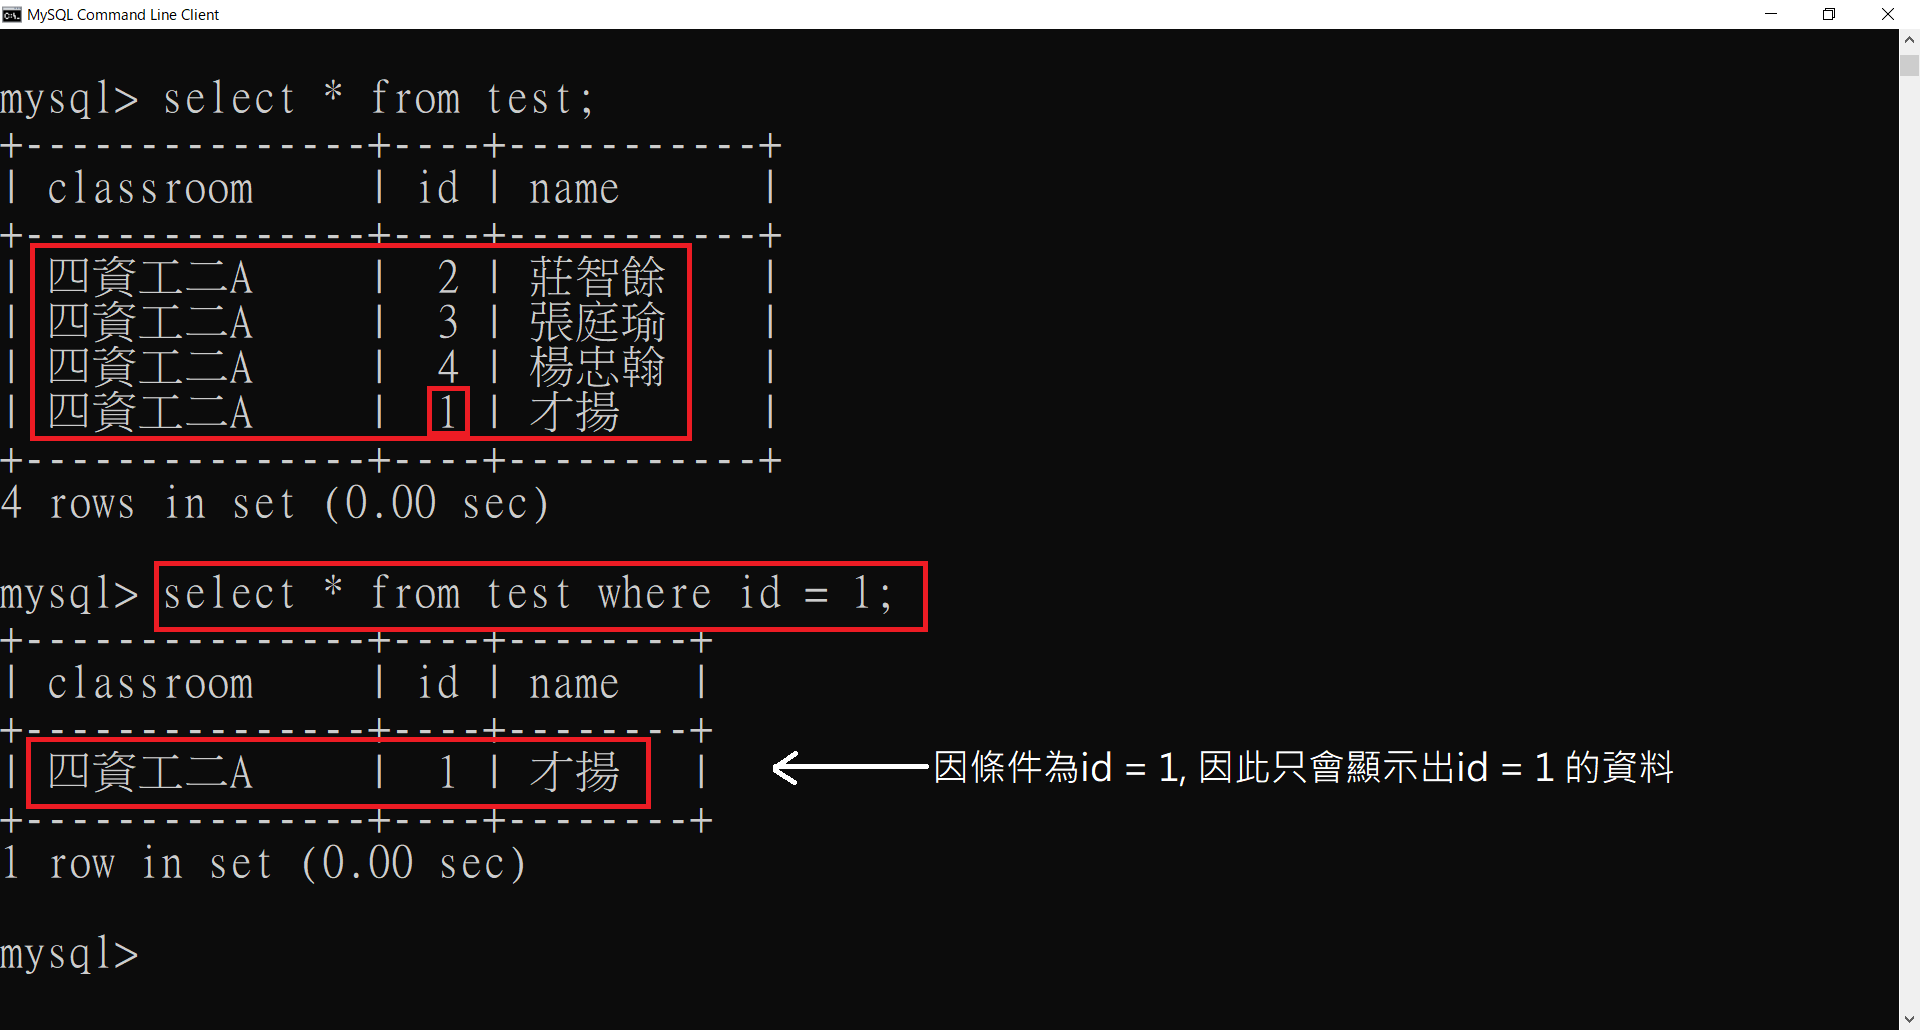 MySQL Command Line Client
mysql> select * from test;
+---------------+----+-----------+
| classroom     | id | name      |
+---------------+----+-----------+
| 四資工二A     |  2 | 莊智餘    |
| 四資工二A     |  3 | 張庭瑜    |
| 四資工二A     |  4 | 楊忠翰    |
| 四資工二A     |  1 | 才揚      |
+---------------+----+-----------+
4 rows in set (0.00 sec)
mysql> select * from test where id = 1;
+---------------+----+--------+
| classroom     | id | name   |
+---------------+----+--------+
| 四資工二A     |  1 | 才揚   | 因條件為id = 1, 因此只會顯示出id = 1 的資料
+---------------+----+--------+
1 row in set (0.00 sec)
mysql>